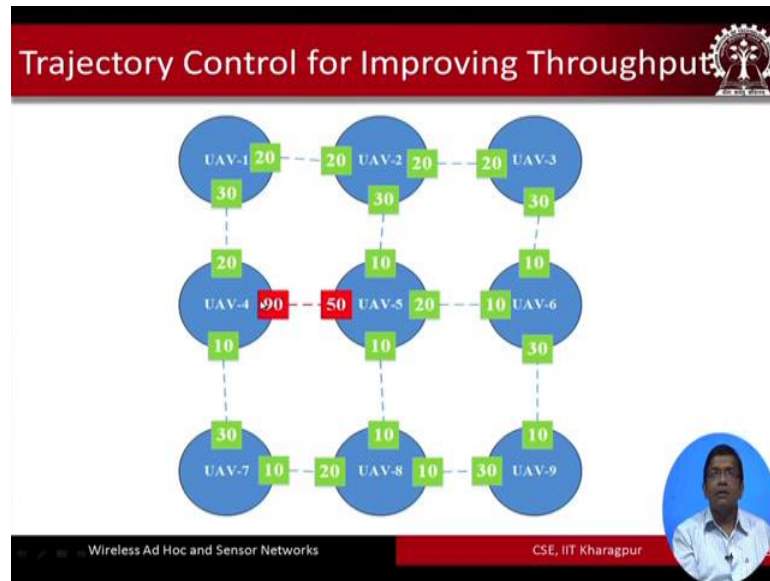 Trajectory Control for Improving Throughput
UAV-1 20 20 UAV-2 20 20 UAV-3
30 30 30
20 10 10
UAV-4 90 50 UAV-5 20 10 UAV-6
10 10 30
30 10 10
UAV-7 10 20 UAV-8 10 30 UAV-9
Wireless Ad Hoc and Sensor Networks CSE, IIT Kharagpur